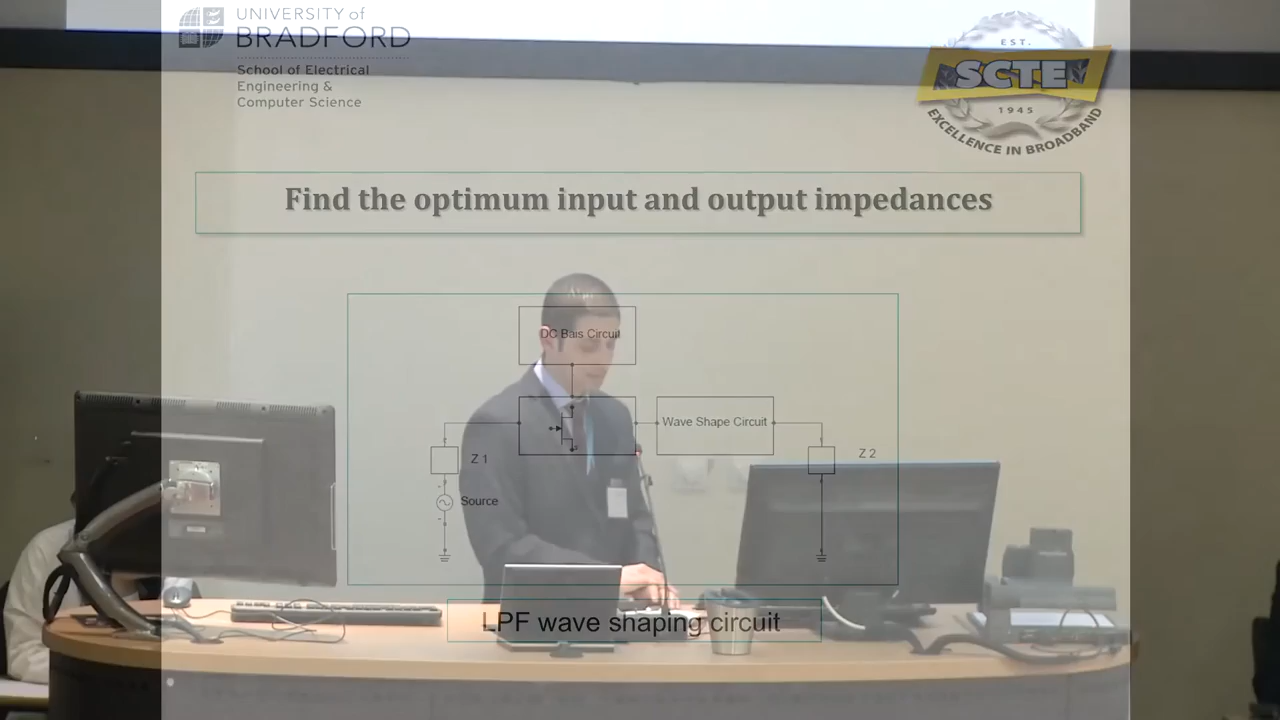 UNIVERSITY of
BRADFORD
School of Electrical
Engineering &
Computer Science
EST.
SCTE
1945
EXCELLENCE IN BROADBAND
Find the optimum input and output impedances
DC Bais Circuit
Wave Shape Circuit
Z 1
Z 2
Source
LPF wave shaping circuit